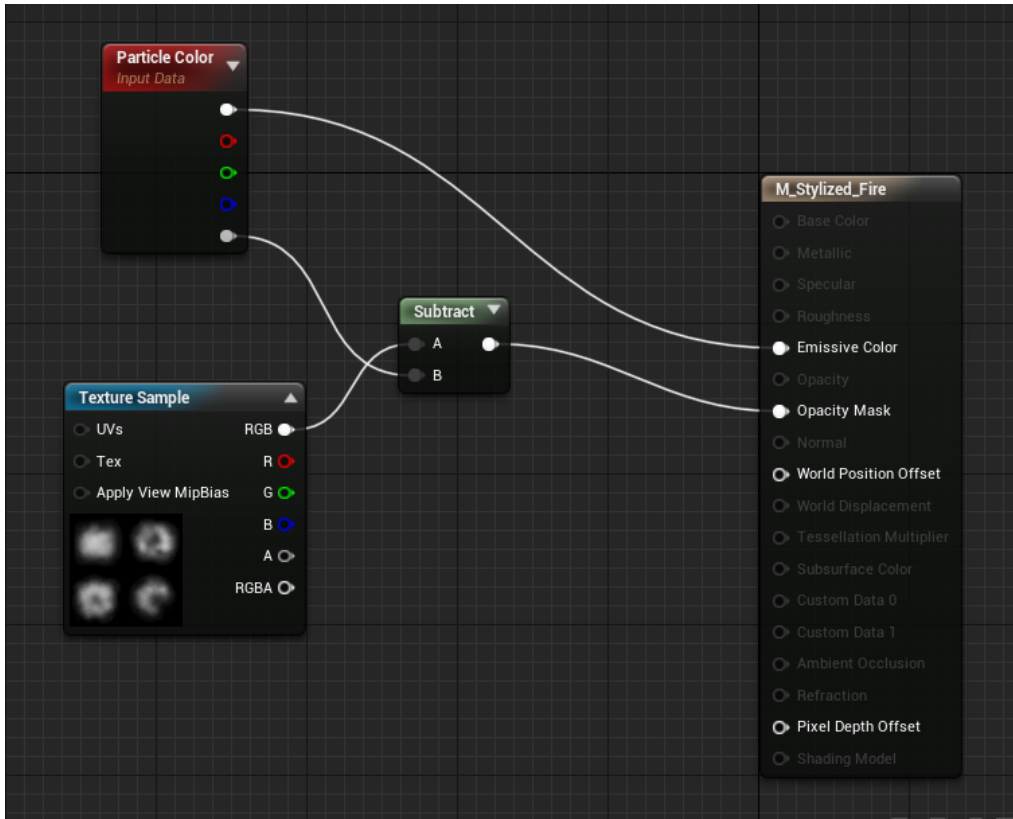 Particle Color
Input Data
Subtract
A
B
Texture Sample
UVs RGB
Tex R
Apply View MipBias G
B
A
RGBA
M_Stylized_Fire
Base Color
Metallic
Specular
Roughness
Emissive Color
Opacity
Opacity Mask
Normal
World Position Offset
World Displacement
Tessellation Multiplier
Subsurface Color
Custom Data 0
Custom Data 1
Ambient Occlusion
Refraction
Pixel Depth Offset
Shading Model